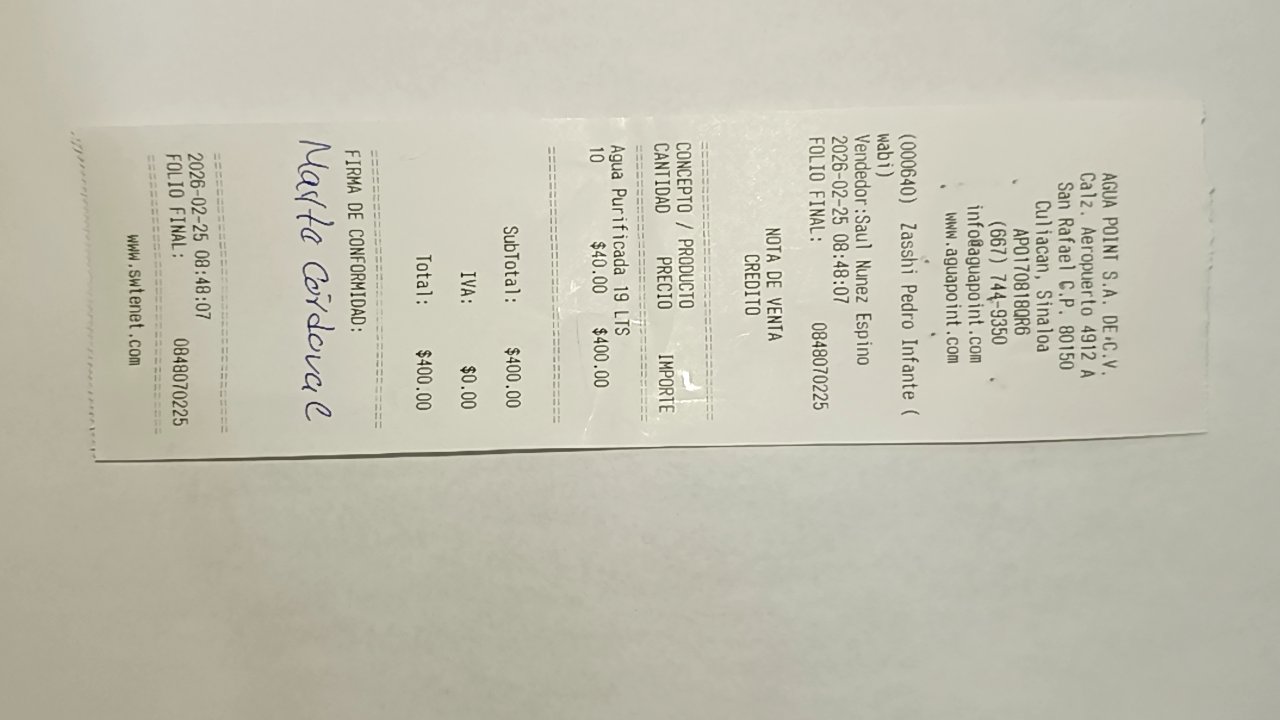 AGUA POINT S.A. DE C.V.
Calz. Aeropuerto 4912 A
San Rafael C.P. 80150
Culiacan, Sinaloa
APO170818QR6
(667) 744-9350
info@aguapoint.com
www.aguapoint.com
(000640) Zasshi Pedro Infante (
wabi)
Vendedor:Saul Nunez Espino
2026-02-25 08:48:07
FOLIO FINAL: 0848070225
NOTA DE VENTA
CREDITO
================================
CONCEPTO / PRODUCTO
CANTIDAD PRECIO IMPORTE
================================
Agua Purificada 19 LTS
10 $40.00 $400.00
================================
SubTotal: $400.00
IVA: $0.00
Total: $400.00
================================
FIRMA DE CONFORMIDAD:
Marta Córdova C
================================
2026-02-25 08:48:07
FOLIO FINAL: 0848070225
================================
www.swtenet.com